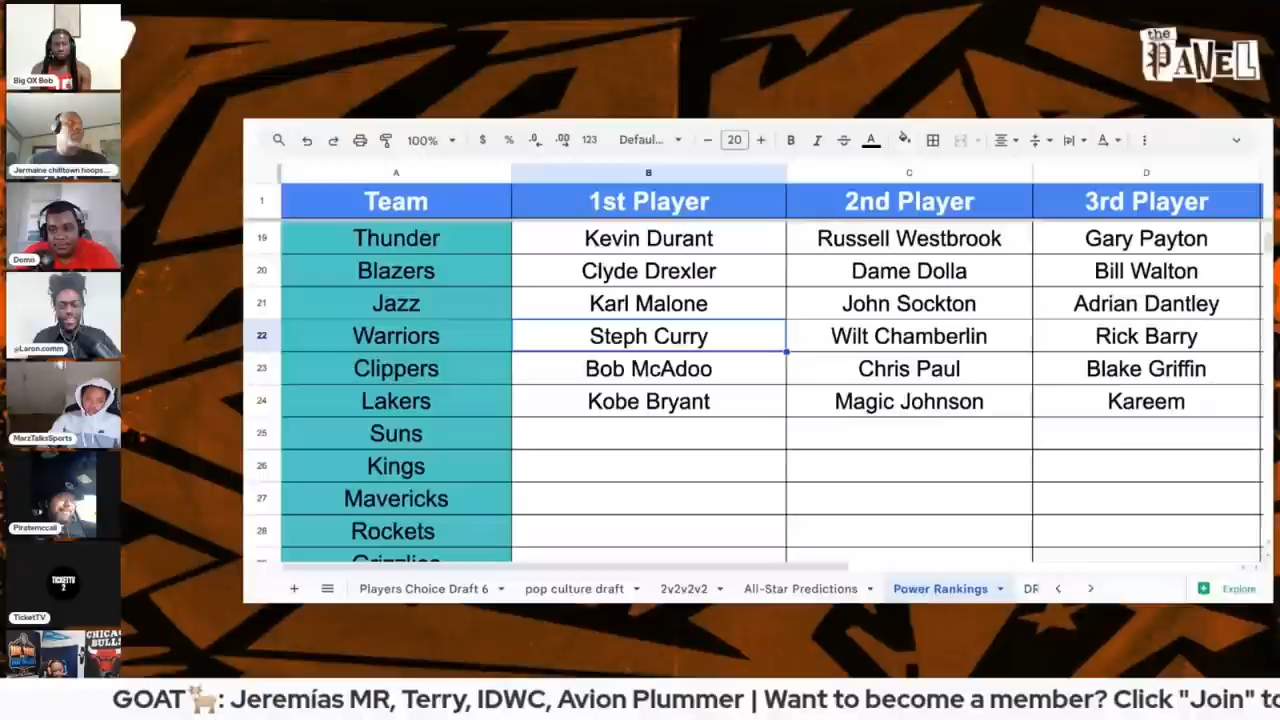 the PANEL
Big OX Bob
Jermaine chilltown hoops ...
Domo
@Laron.comm
MarzTalksSports
Piratemccall
TICKETTV
2
TicketTV
CHICAGO
BULLS
100% $ % .0 .00 123 Defaul... − 20 + B I A
A B C D
1 Team 1st Player 2nd Player 3rd Player
19 Thunder Kevin Durant Russell Westbrook Gary Payton
20 Blazers Clyde Drexler Dame Dolla Bill Walton
21 Jazz Karl Malone John Sockton Adrian Dantley
22 Warriors Steph Curry Wilt Chamberlin Rick Barry
23 Clippers Bob McAdoo Chris Paul Blake Griffin
24 Lakers Kobe Bryant Magic Johnson Kareem
25 Suns
26 Kings
27 Mavericks
28 Rockets
Grizzlies
+ Players Choice Draft 6 pop culture draft 2v2v2v2 All-Star Predictions Power Rankings DR Explore
GOAT🐐: Jeremías MR, Terry, IDWC, Avion Plummer | Want to become a member? Click "Join" to